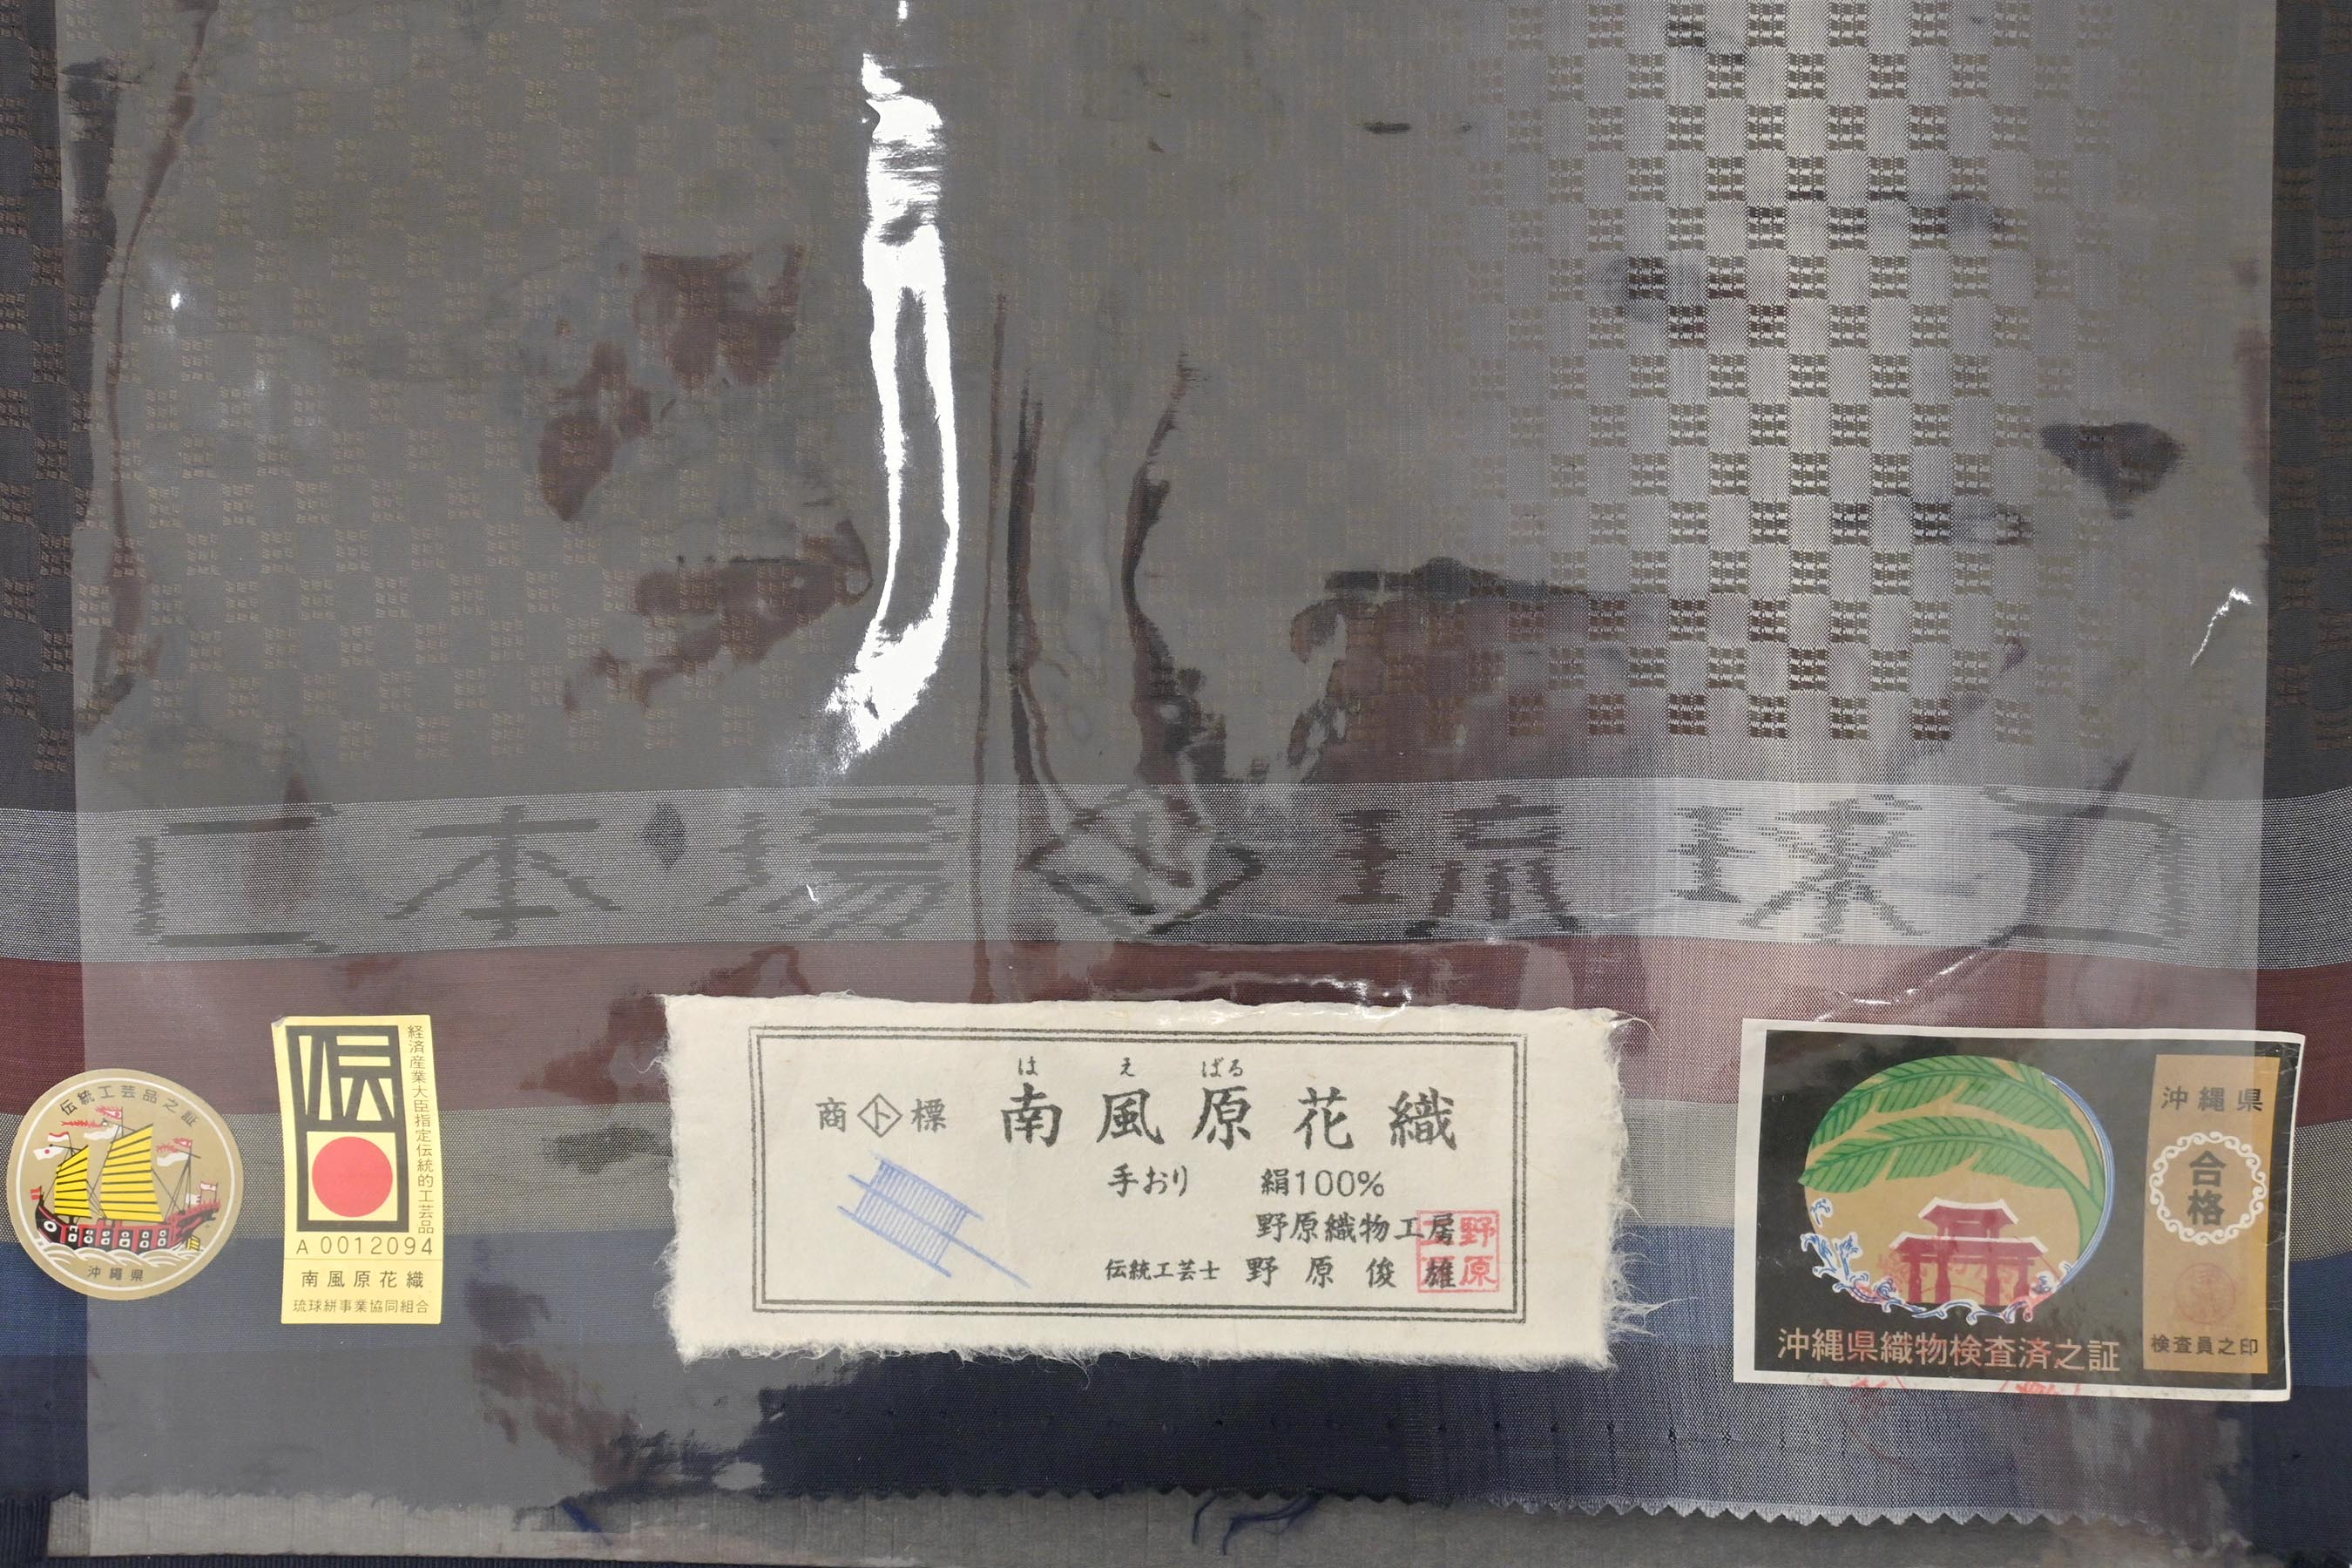 本場 琉球
伝統工芸品之証
沖縄県
伝
経済産業大臣指定伝統的工芸品
A 0012094
南風原花織
琉球絣事業協同組合
は え ばる
商標 南風原花織
手おり 絹100%
野原織物工房
伝統工芸士 野原俊雄
沖縄県
合格
検査員之印
沖縄県織物検査済之証